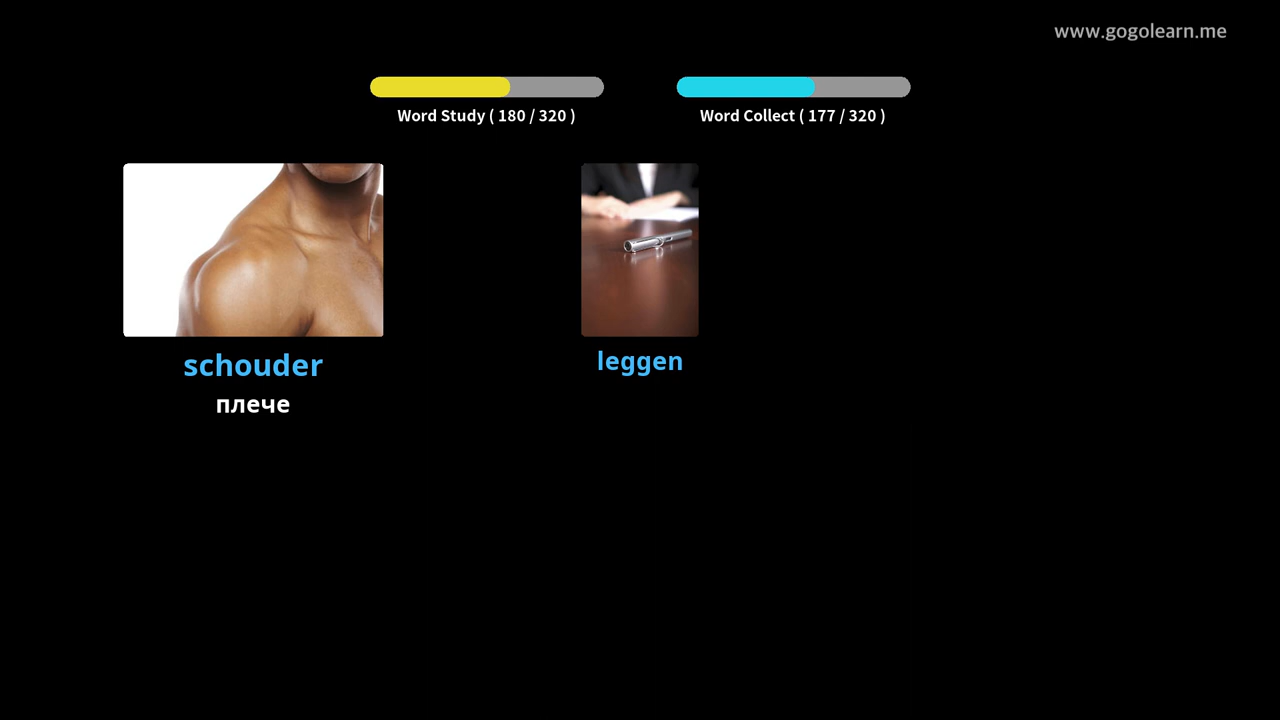 www.gogolearn.me
Word Study ( 180 / 320 )
Word Collect ( 177 / 320 )
schouder
плече
leggen